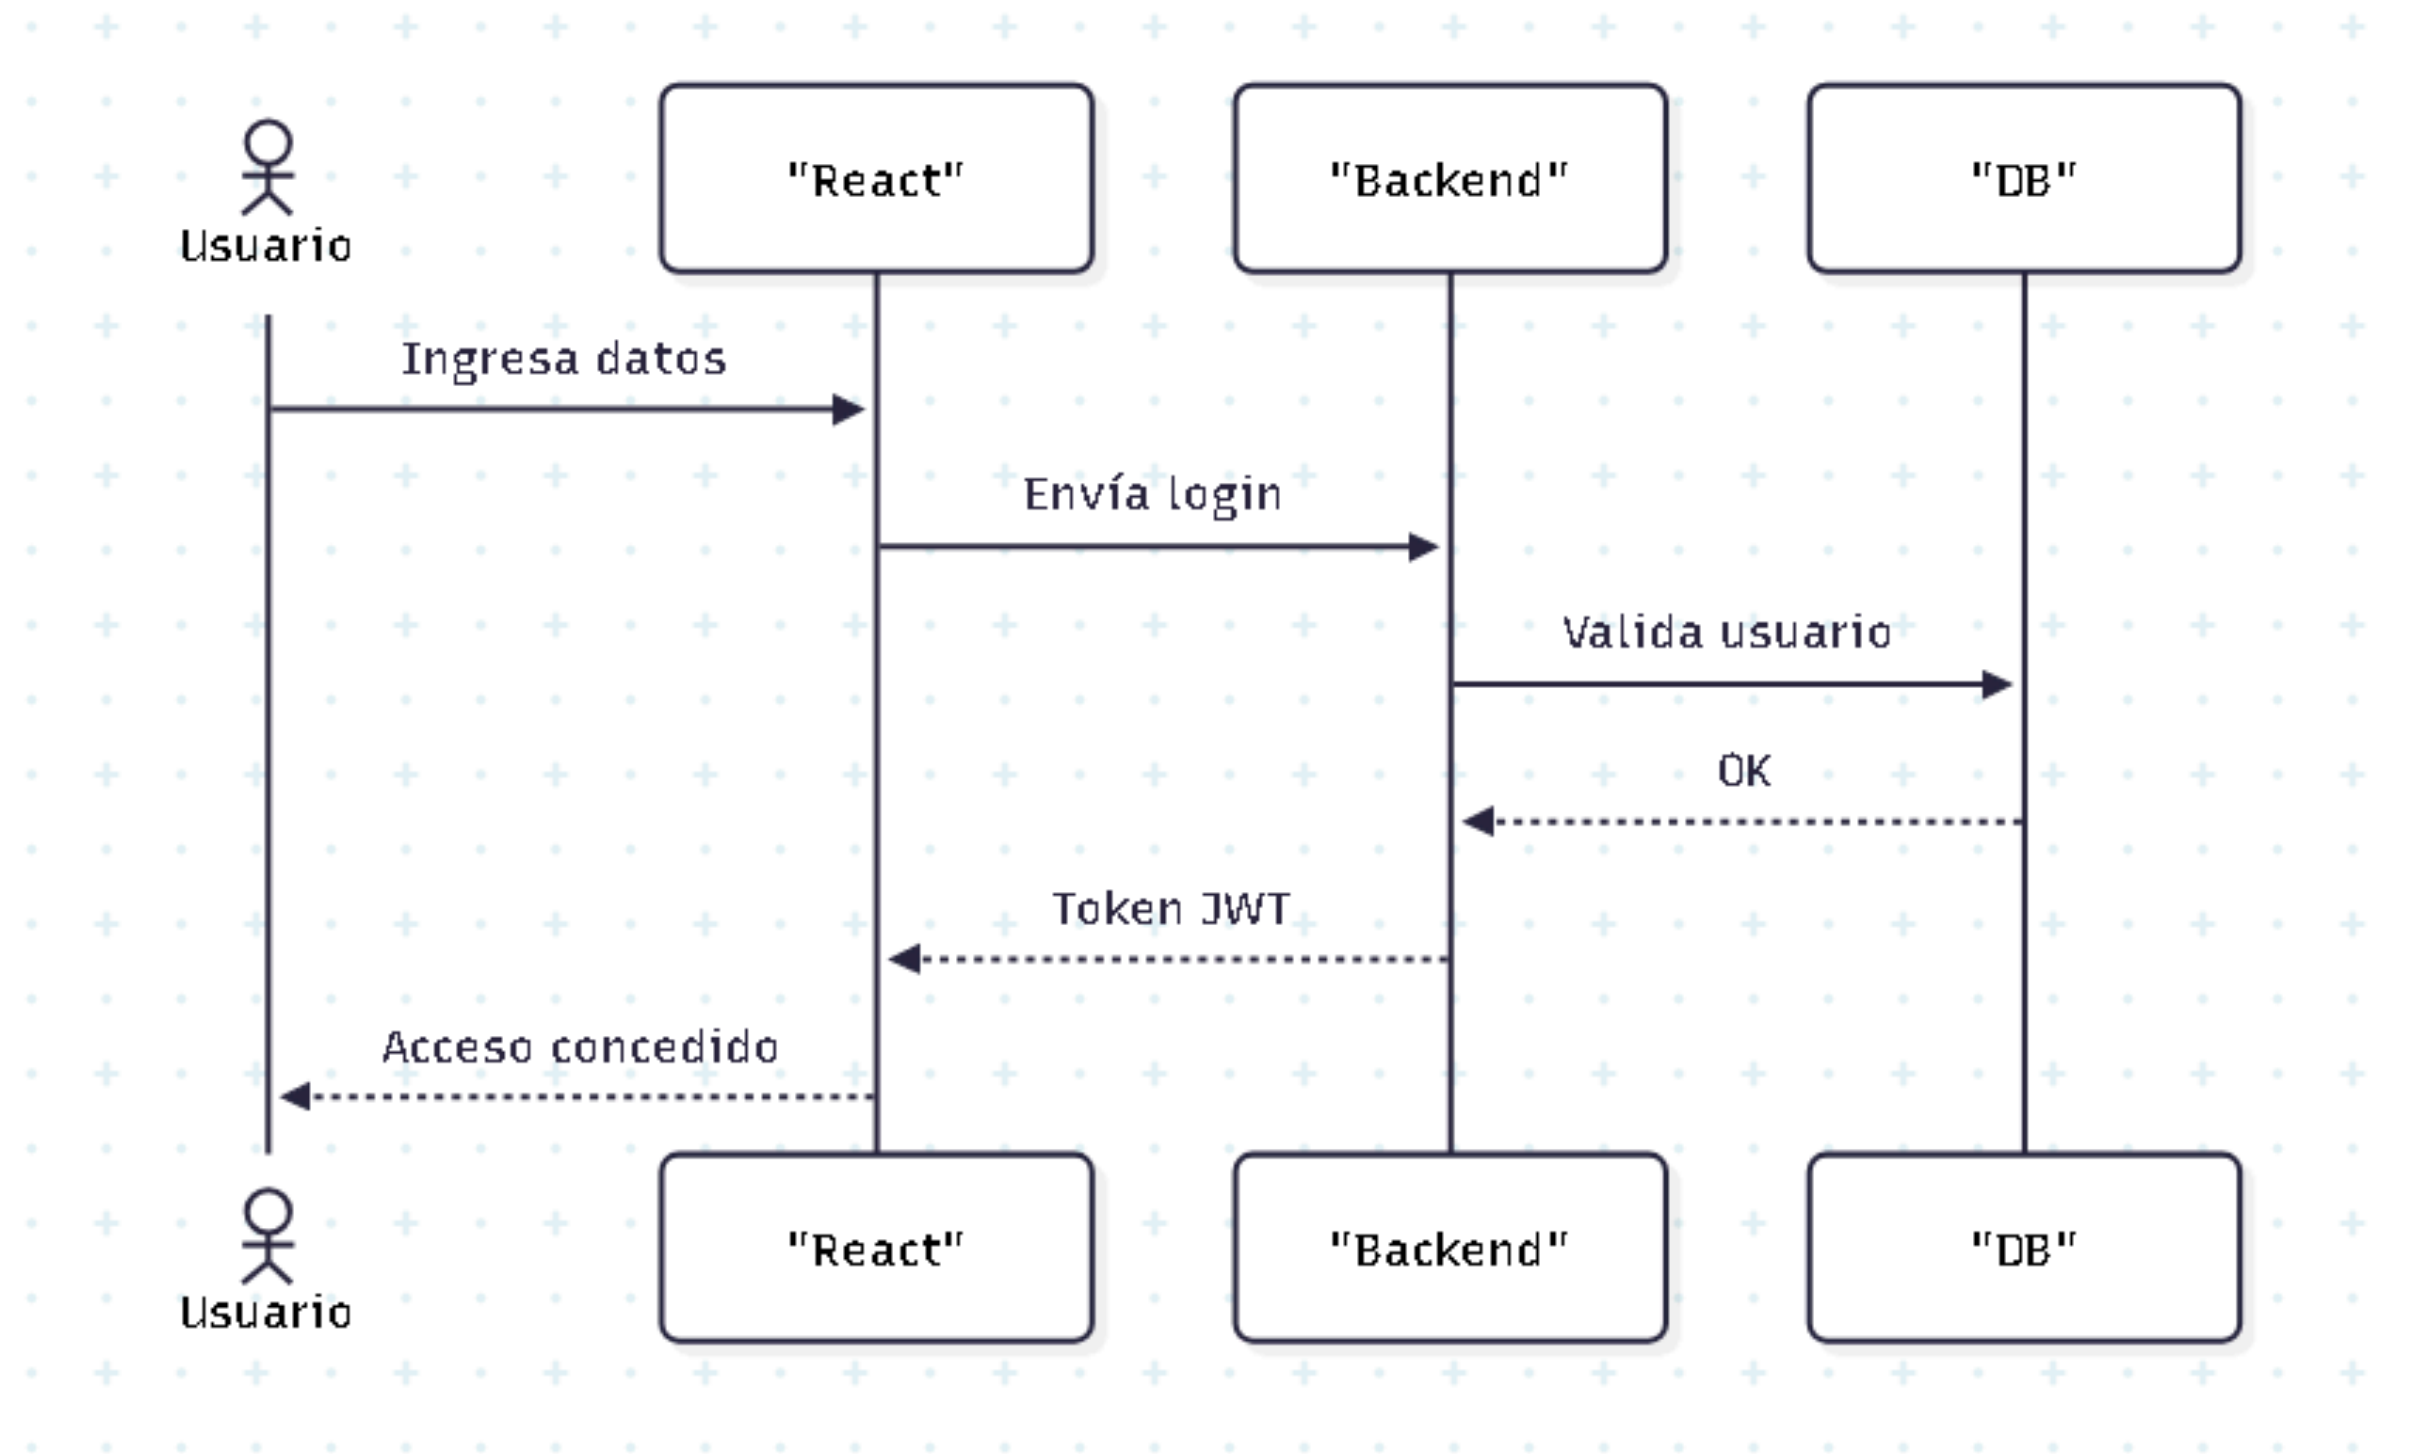 Usuario
"React"
"Backend"
"DB"
Ingresa datos
Envía login
Valida usuario
OK
Token JWT
Acceso concedido
Usuario
"React"
"Backend"
"DB"